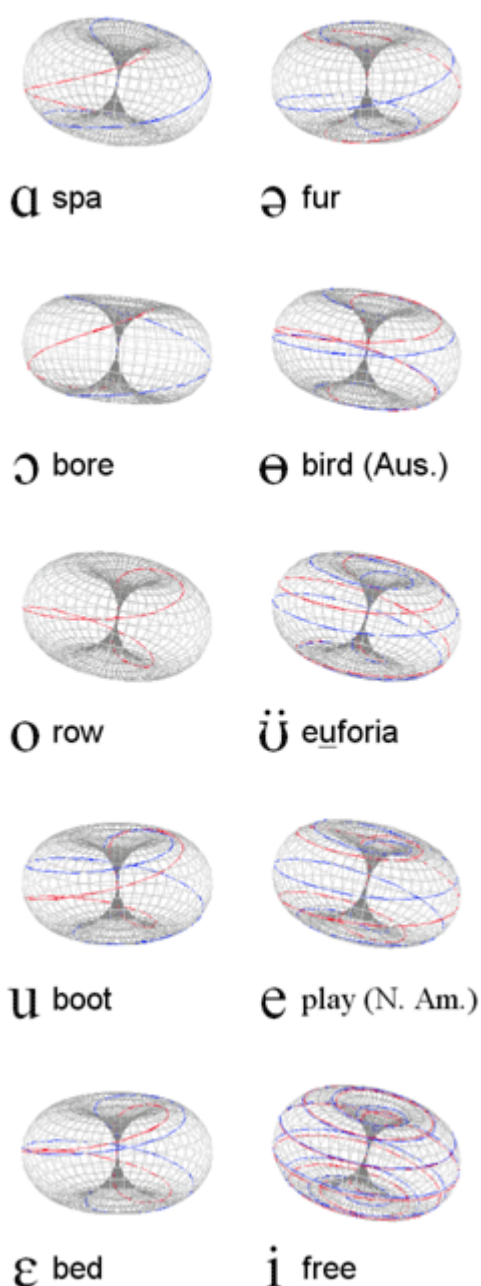 ɑ spa
ə fur
ɔ bore
ɵ bird (Aus.)
o row
ʊ̈ euforia
u boot
e play (N. Am.)
ɛ bed
i free